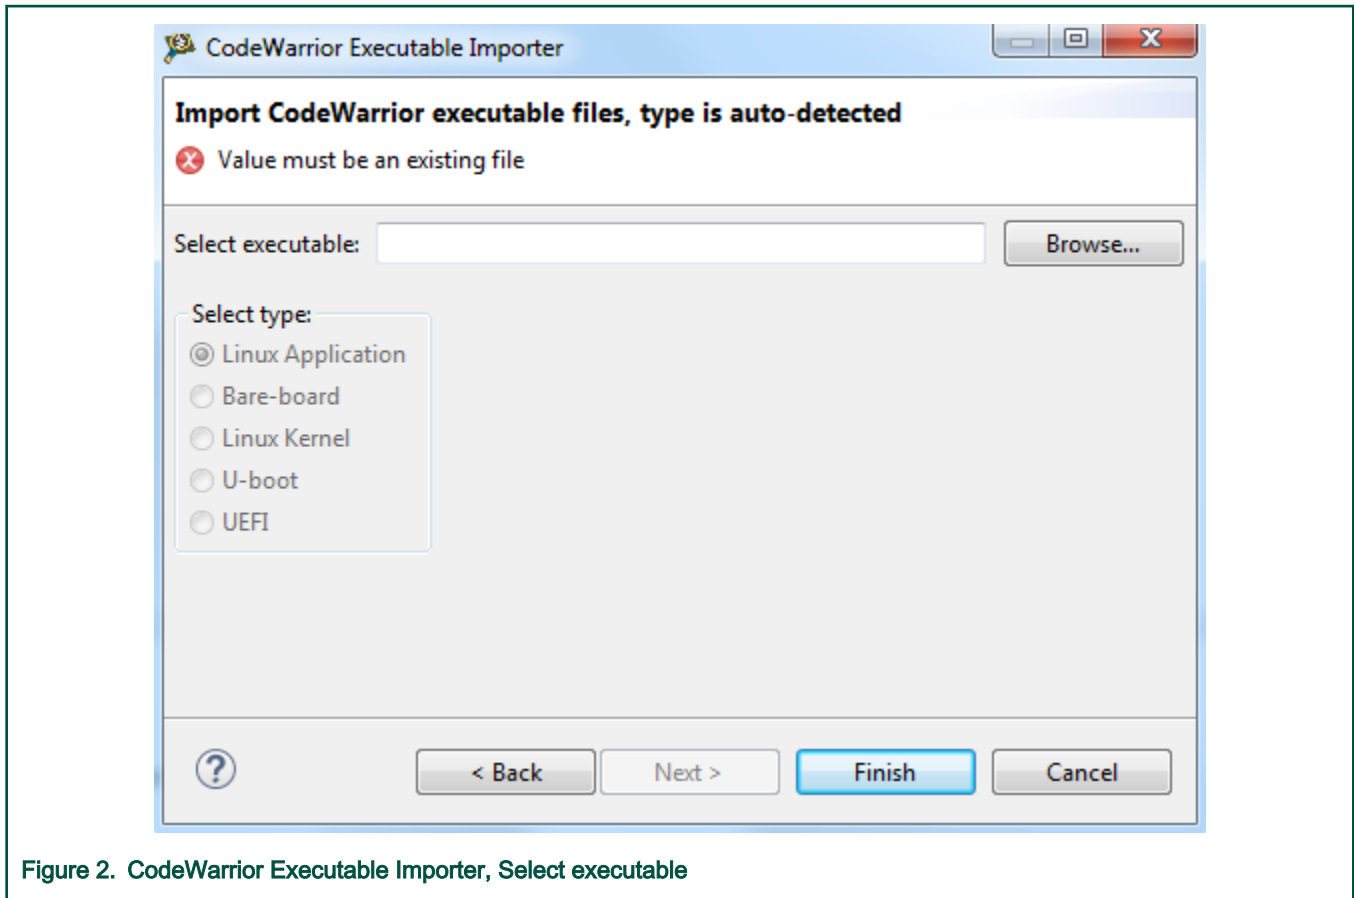 CodeWarrior Executable Importer
Import CodeWarrior executable files, type is auto-detected
Value must be an existing file
Select executable:
Browse...
Select type:
Linux Application
Bare-board
Linux Kernel
U-boot
UEFI
?
< Back
Next >
Finish
Cancel
Figure 2. CodeWarrior Executable Importer, Select executable